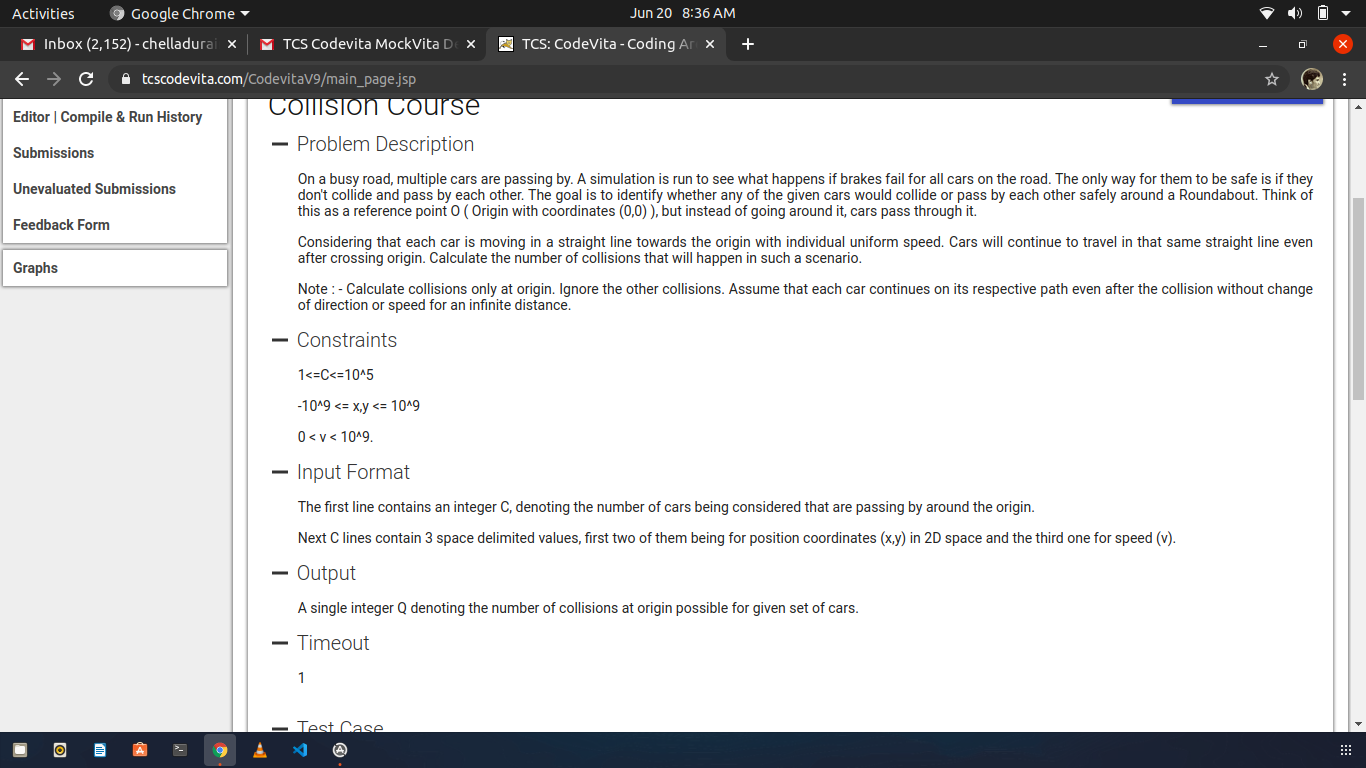 Activities
Google Chrome
Jun 20 8:36 AM
Inbox (2,152) - chelladurai
TCS Codevita MockVita De
TCS: CodeVita - Coding Are
tcscodevita.com/CodevitaV9/main_page.jsp
Editor | Compile & Run History
Submissions
Unevaluated Submissions
Feedback Form
Graphs
Collision Course
Problem Description
On a busy road, multiple cars are passing by. A simulation is run to see what happens if brakes fail for all cars on the road. The only way for them to be safe is if they
don't collide and pass by each other. The goal is to identify whether any of the given cars would collide or pass by each other safely around a Roundabout. Think of
this as a reference point O ( Origin with coordinates (0,0) ), but instead of going around it, cars pass through it.
Considering that each car is moving in a straight line towards the origin with individual uniform speed. Cars will continue to travel in that same straight line even
after crossing origin. Calculate the number of collisions that will happen in such a scenario.
Note : - Calculate collisions only at origin. Ignore the other collisions. Assume that each car continues on its respective path even after the collision without change
of direction or speed for an infinite distance.
Constraints
1<=C<=10^5
-10^9 <= x,y <= 10^9
0 < v < 10^9.
Input Format
The first line contains an integer C, denoting the number of cars being considered that are passing by around the origin.
Next C lines contain 3 space delimited values, first two of them being for position coordinates (x,y) in 2D space and the third one for speed (v).
Output
A single integer Q denoting the number of collisions at origin possible for given set of cars.
Timeout
1
Test Case